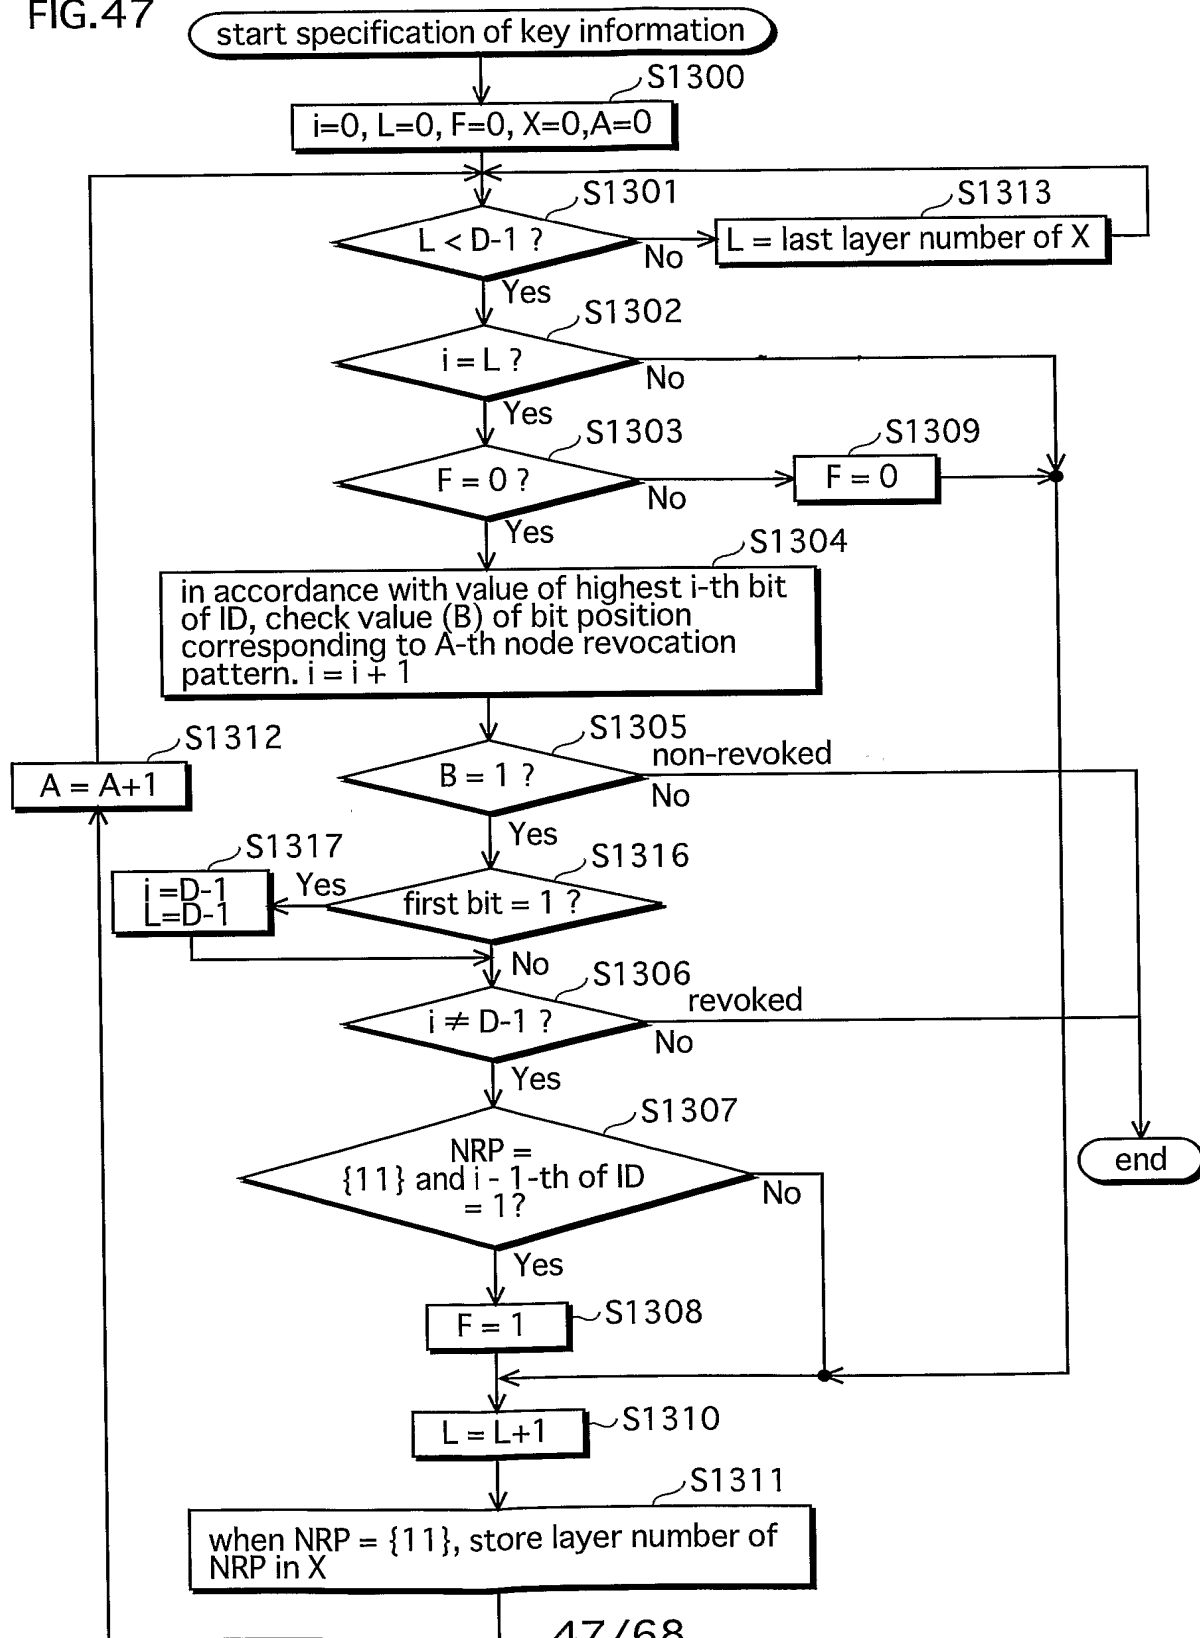 FIG.47
start specification of key information
S1300
i=0, L=0, F=0, X=0,A=0
S1301
L < D-1 ?
No
S1313
L = last layer number of X
Yes
S1302
i = L ?
No
Yes
S1303
F = 0 ?
No
S1309
F = 0
Yes
S1304
in accordance with value of highest i-th bit
of ID, check value (B) of bit position
corresponding to A-th node revocation
pattern. i = i + 1
S1305
B = 1 ?
non-revoked
No
S1312
A = A+1
Yes
S1316
first bit = 1 ?
Yes
S1317
i =D-1
L=D-1
No
S1306
i ≠ D-1 ?
revoked
No
Yes
S1307
NRP =
{11} and i - 1-th of ID
= 1?
No
end
Yes
S1308
F = 1
S1310
L = L+1
S1311
when NRP = {11}, store layer number of
NRP in X
47/68